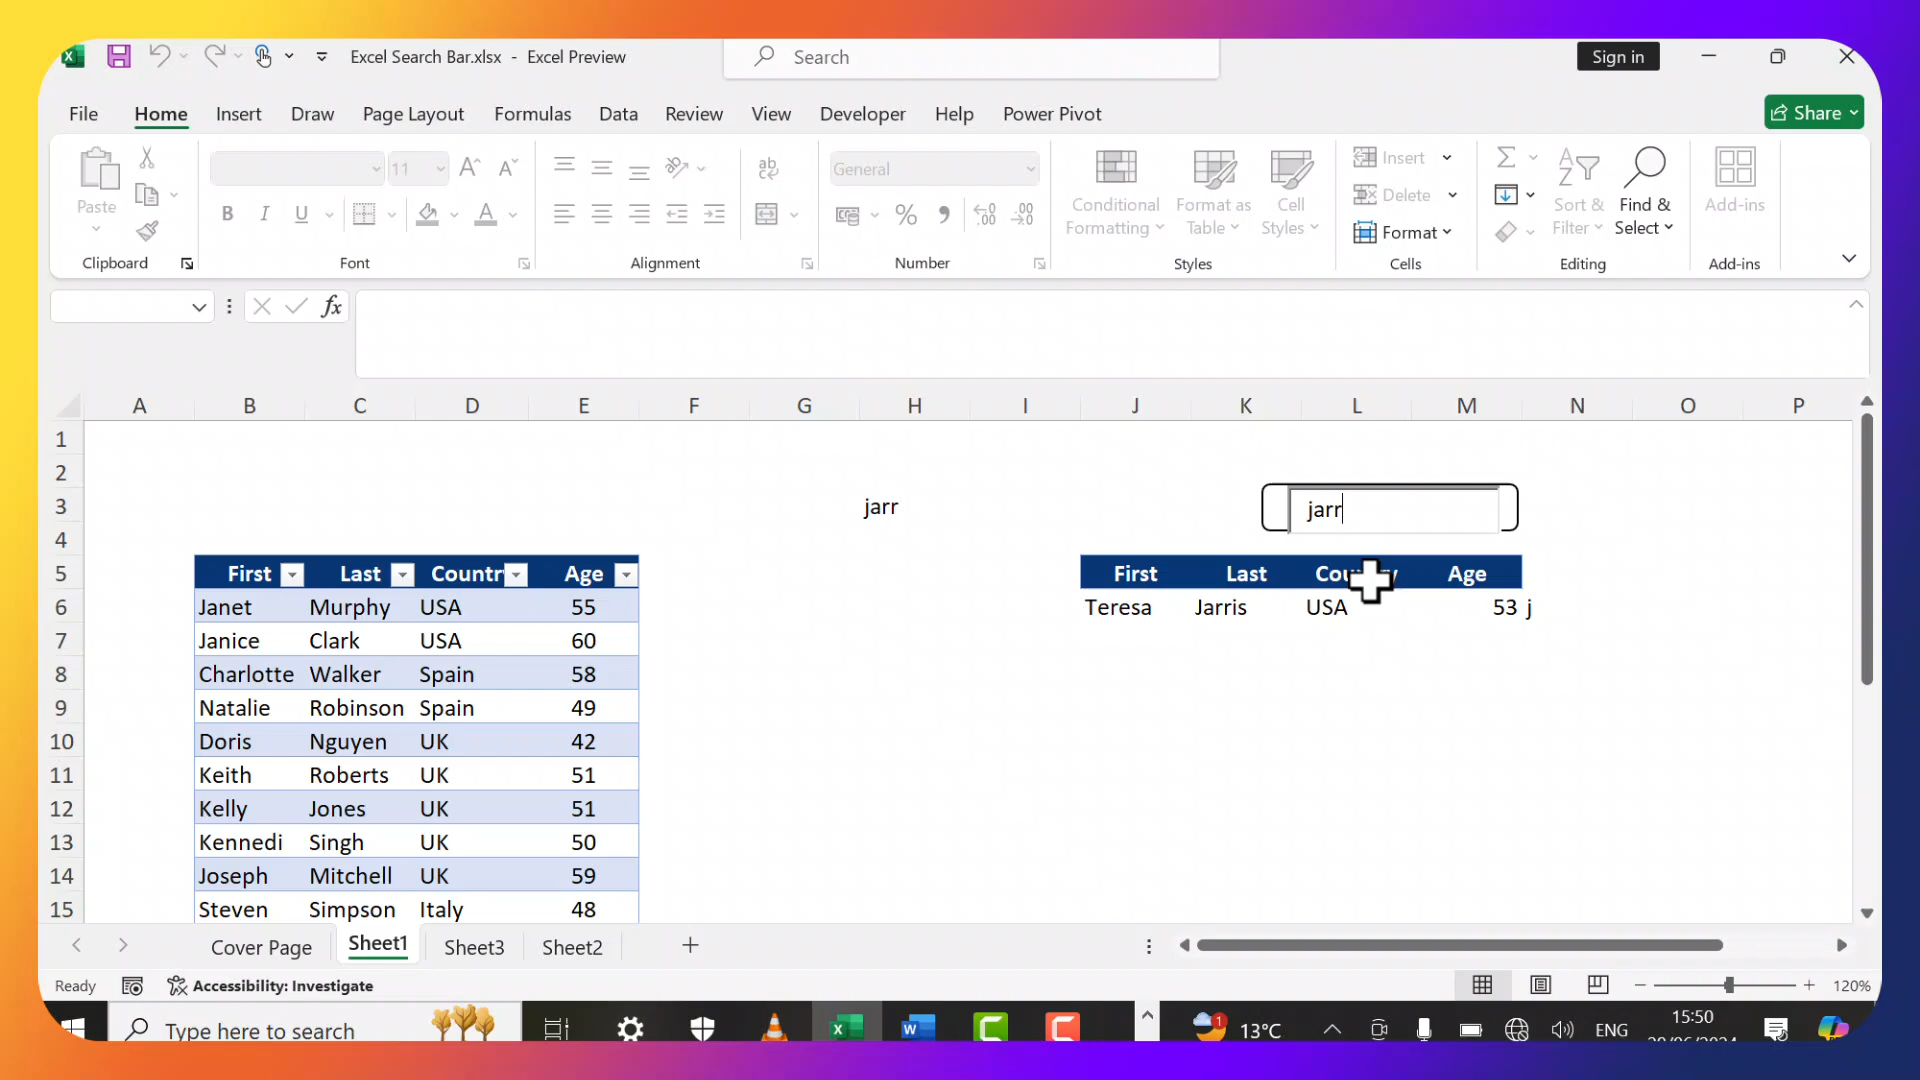 Excel Search Bar.xlsx - Excel Preview
Search
Sign in
File Home Insert Draw Page Layout Formulas Data Review View Developer Help Power Pivot
Share
Paste
Clipboard
11
B I U A
Font
ab
Alignment
General
Number
Conditional Formatting
Format as Table
Cell Styles
Styles
Insert
Delete
Format
Cells
Sort & Filter
Find & Select
Editing
Add-ins
Add-ins
fx
A B C D E F G H I J K L M N O P
1
2
3 jarr jarr
4
5 First Last Countr Age First Last Age
6 Janet Murphy USA 55 Teresa Jarris USA 53 j
7 Janice Clark USA 60
8 Charlotte Walker Spain 58
9 Natalie Robinson Spain 49
10 Doris Nguyen UK 42
11 Keith Roberts UK 51
12 Kelly Jones UK 51
13 Kennedi Singh UK 50
14 Joseph Mitchell UK 59
15 Steven Simpson Italy 48
Cover Page Sheet1 Sheet3 Sheet2
Ready Accessibility: Investigate 120%
Type here to search 1 13°C ENG 15:50